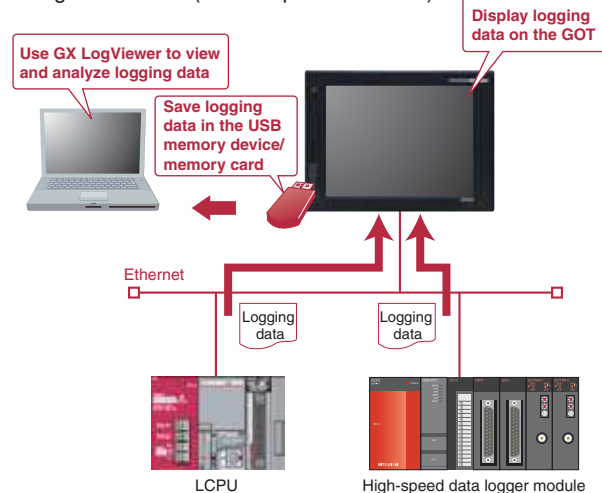 Display logging
data on the GOT
Use GX LogViewer to view
and analyze logging data
Save logging
data in the USB
memory device/
memory card
Ethernet
Logging
data
Logging
data
LCPU
High-speed data logger module